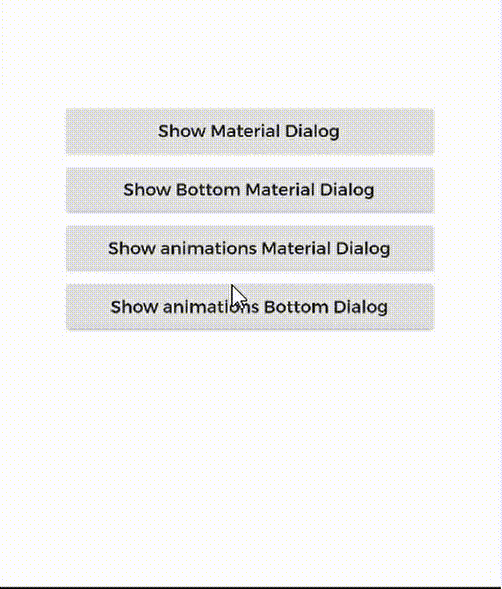 Show Material Dialog
Show Bottom Material Dialog
Show animations Material Dialog
Show animations Bottom Dialog